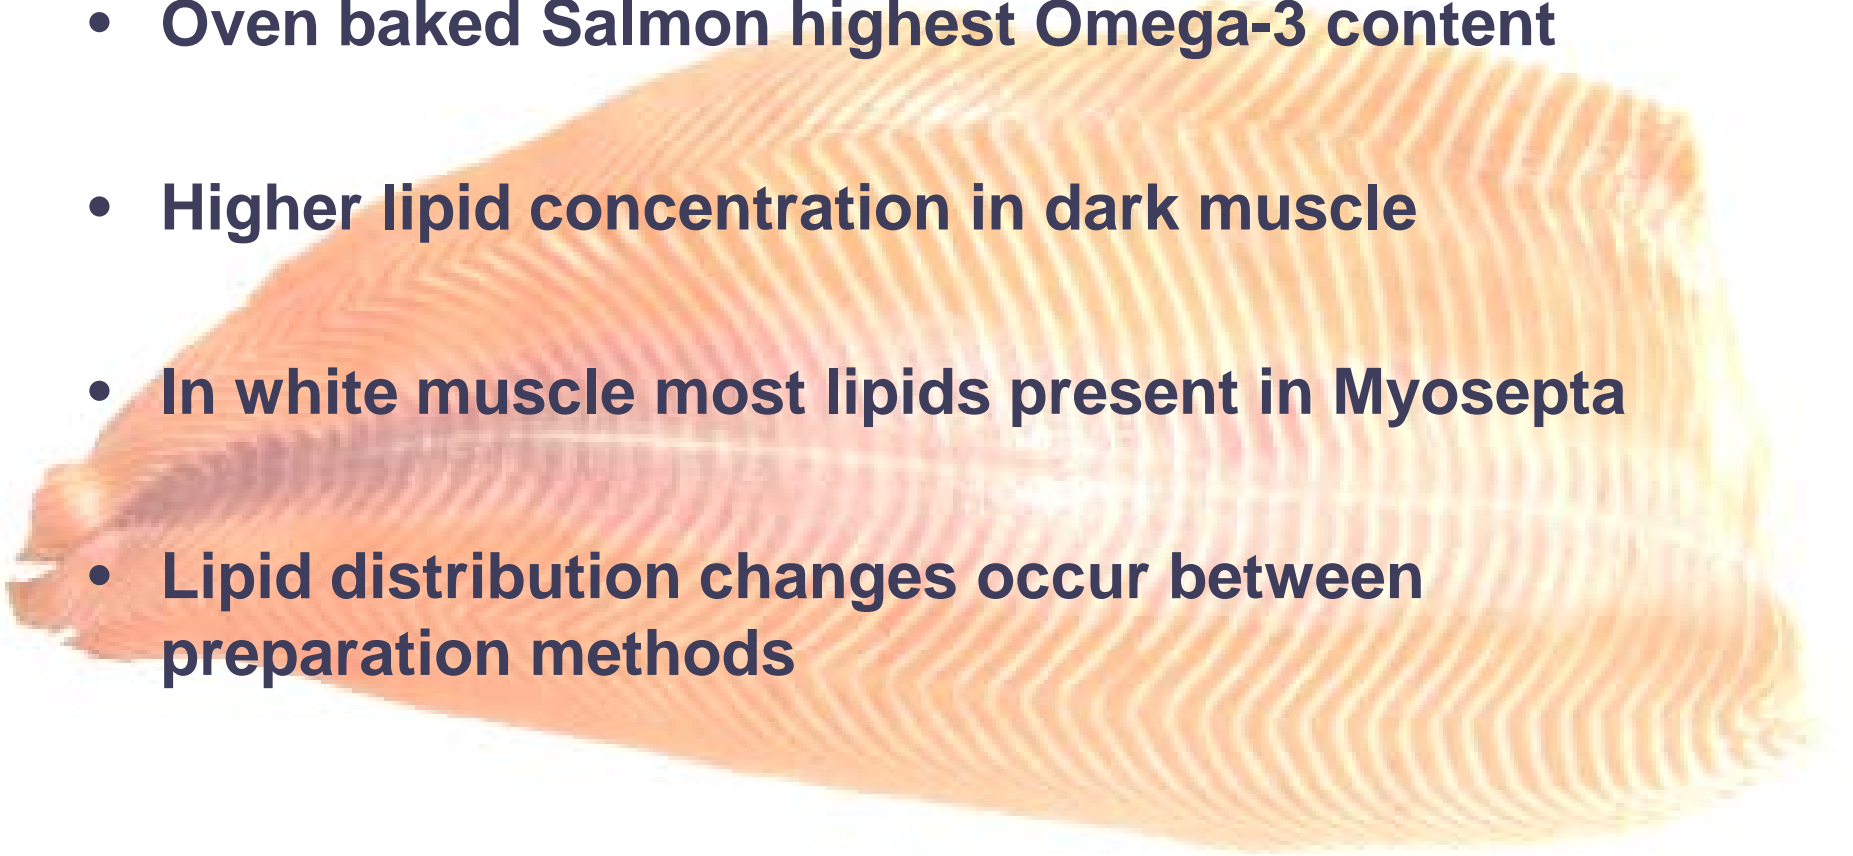 • Oven baked Salmon highest Omega-3 content
• Higher lipid concentration in dark muscle
• In white muscle most lipids present in Myosepta
• Lipid distribution changes occur between
preparation methods